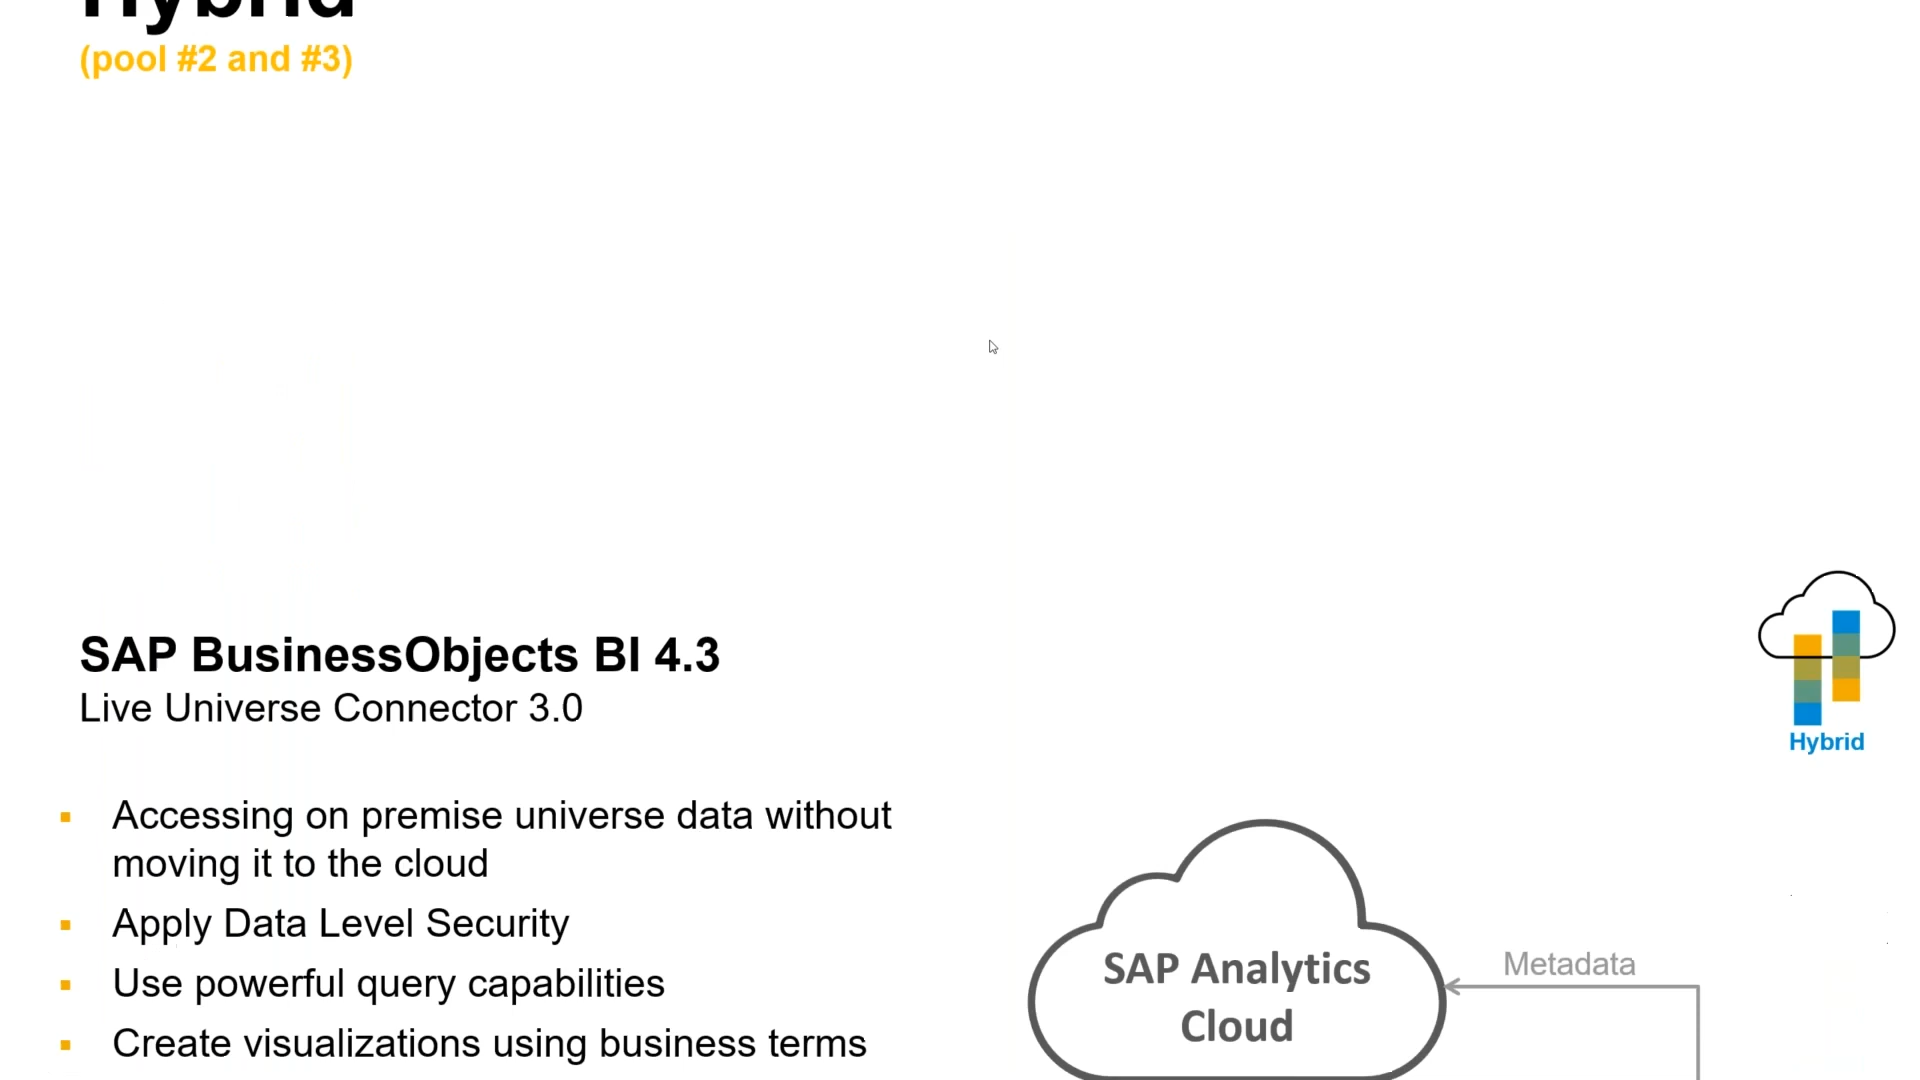 Hybrid
(pool #2 and #3)
SAP BusinessObjects BI 4.3
Live Universe Connector 3.0
Hybrid
▪ Accessing on premise universe data without
moving it to the cloud
▪ Apply Data Level Security
▪ Use powerful query capabilities
▪ Create visualizations using business terms
SAP Analytics
Cloud
Metadata